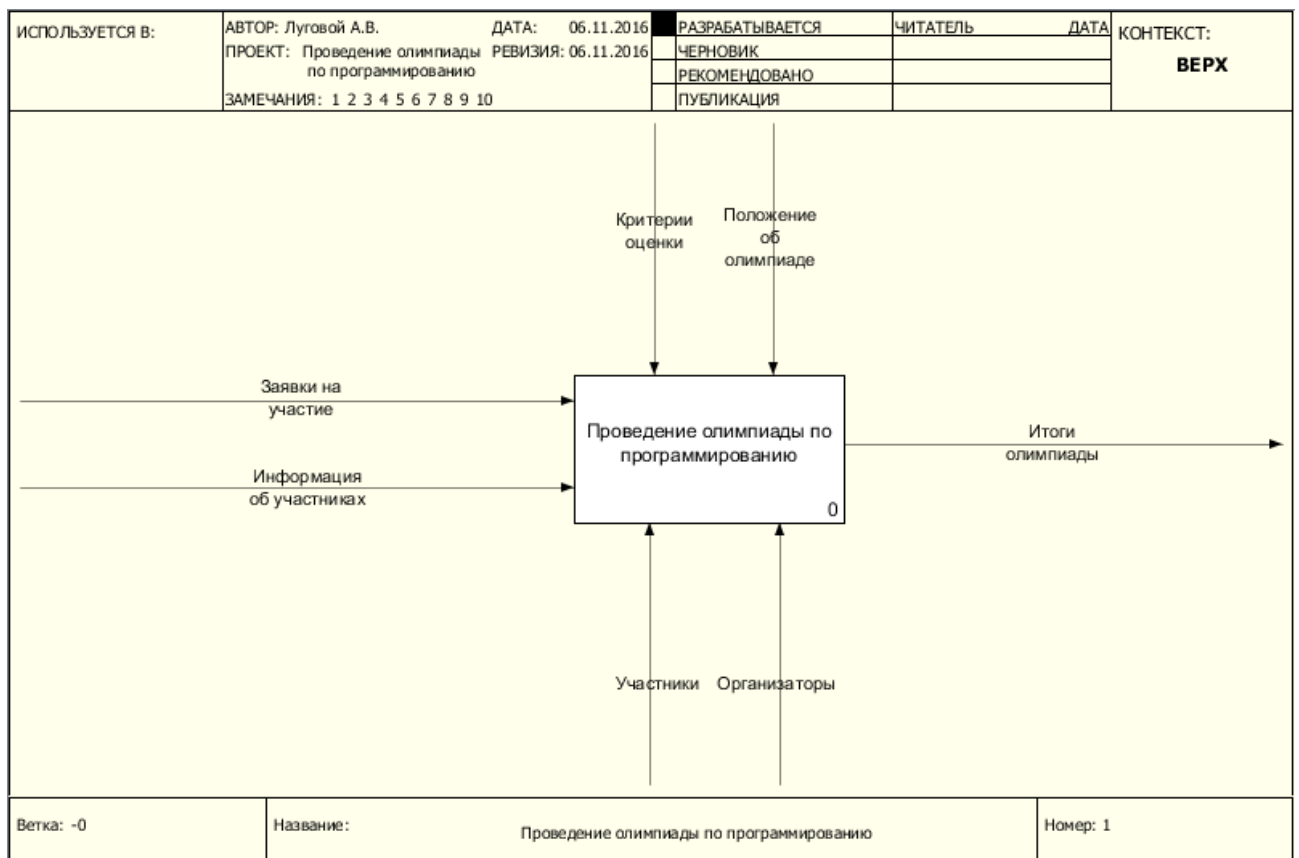 ИСПОЛЬЗУЕТСЯ В:
АВТОР: Луговой А.В. ДАТА: 06.11.2016
ПРОЕКТ: Проведение олимпиады РЕВИЗИЯ: 06.11.2016
по программированию
ЗАМЕЧАНИЯ: 1 2 3 4 5 6 7 8 9 10
РАЗРАБАТЫВАЕТСЯ
ЧЕРНОВИК
РЕКОМЕНДОВАНО
ПУБЛИКАЦИЯ
ЧИТАТЕЛЬ ДАТА
КОНТЕКСТ:
ВЕРХ
Критерии
оценки
Положение
об
олимпиаде
Заявки на
участие
Информация
об участниках
Проведение олимпиады по
программированию
0
Итоги
олимпиады
Участники
Организаторы
Ветка: -0
Название:
Проведение олимпиады по программированию
Номер: 1